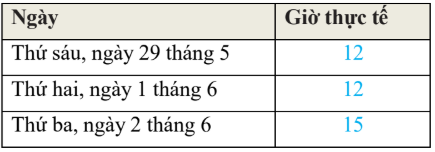 Ngày Giờ thực tế
Thứ sáu, ngày 29 tháng 5 12
Thứ hai, ngày 1 tháng 6 12
Thứ ba, ngày 2 tháng 6 15